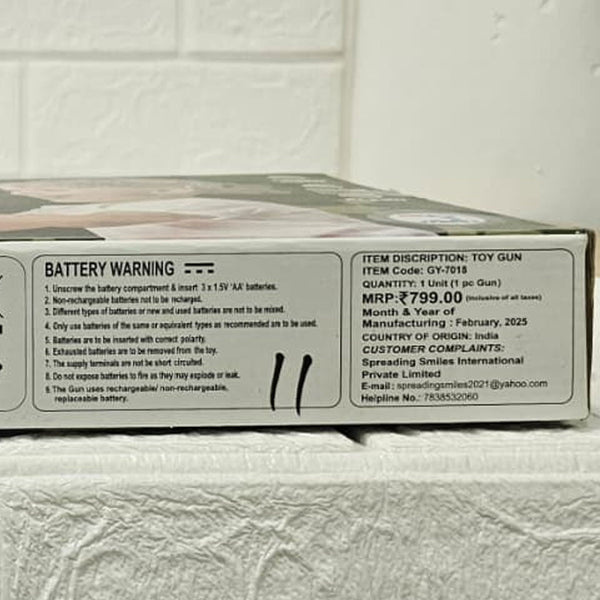 BATTERY WARNING
1. Unscrew the battery compartment & insert 3 x 1.5V 'AA' batteries.
2. Non-rechargeable batteries not to be recharged.
3. Different types of batteries or new and used batteries are not to be mixed.
4. Only use batteries of the same or equivalent types as recommended are to be used.
5. Batteries are to be inserted with correct polarity.
6. Exhausted batteries are to be removed from the toy.
7. The supply terminals are not be short circuited.
8. Do not expose batteries to fire as they may explode or leak.
9. The Gun uses rechargeable/ non-rechargeable,
replaceable battery.
11
ITEM DISCRIPTION: TOY GUN
ITEM Code: GY-7018
QUANTITY: 1 Unit (1 pc Gun)
MRP:₹799.00 (Inclusive of all taxes)
Month & Year of
Manufacturing : February, 2025
COUNTRY OF ORIGIN: India
CUSTOMER COMPLAINTS:
Spreading Smiles International
Private Limited
E-mail: spreadingsmiles2021@yahoo.com
Helpline No.: 7838532060